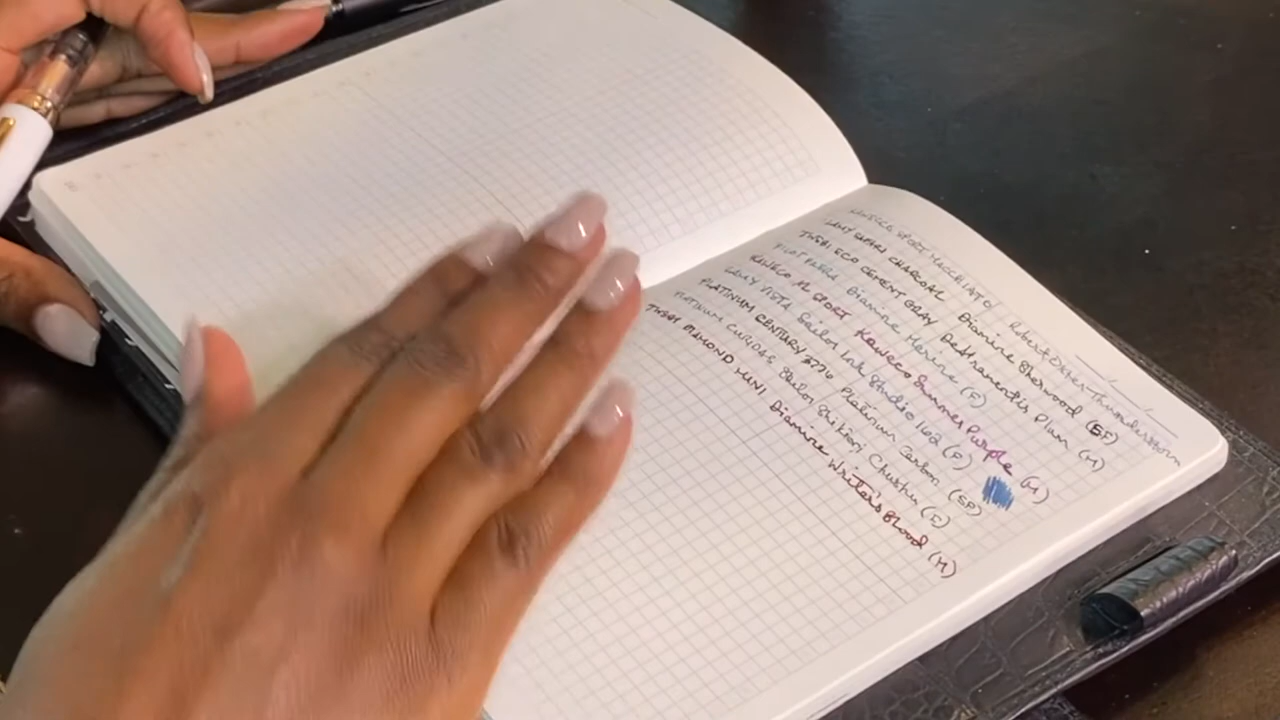 KAWECO SPORT MACCHIATO Robert Oster Thunderstorm
LAMY SAFARI CHARCOAL Diamine Sherwood (EF)
TWSBI ECO CEMENT GRAY DeAtramentis Plum (M)
PILOT Diamine Marine (F)
KAWECO AL SPORT Kaweco Summer Purple (M)
LAMY VISTA Sailor Ink Studio 162 (F)
PLATINUM CENTURY 3776 Platinum Carbon (SF)
PLATINUM CURIDAS Sailor Shikiori Chushu (F)
TWSBI DIAMOND MINI Diamine Writer's Blood (M)